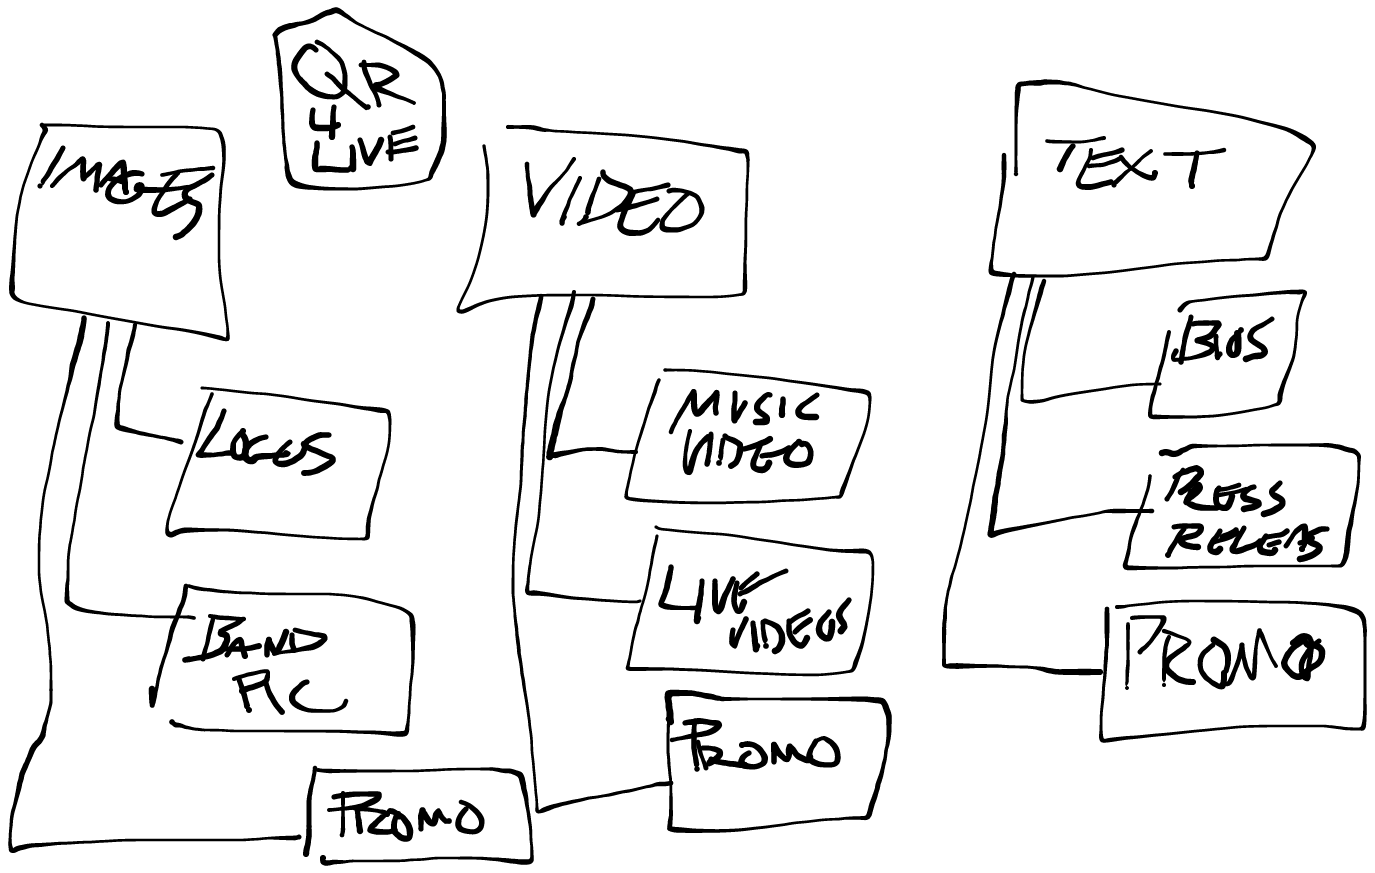 QR
4
LIVE
IMAGES
LOGOS
BAND
PIC
PROMO
VIDEO
MUSIC
VIDEO
LIVE
VIDEOS
PROMO
TEXT
BIOS
PRESS
RELEAS
PROMO